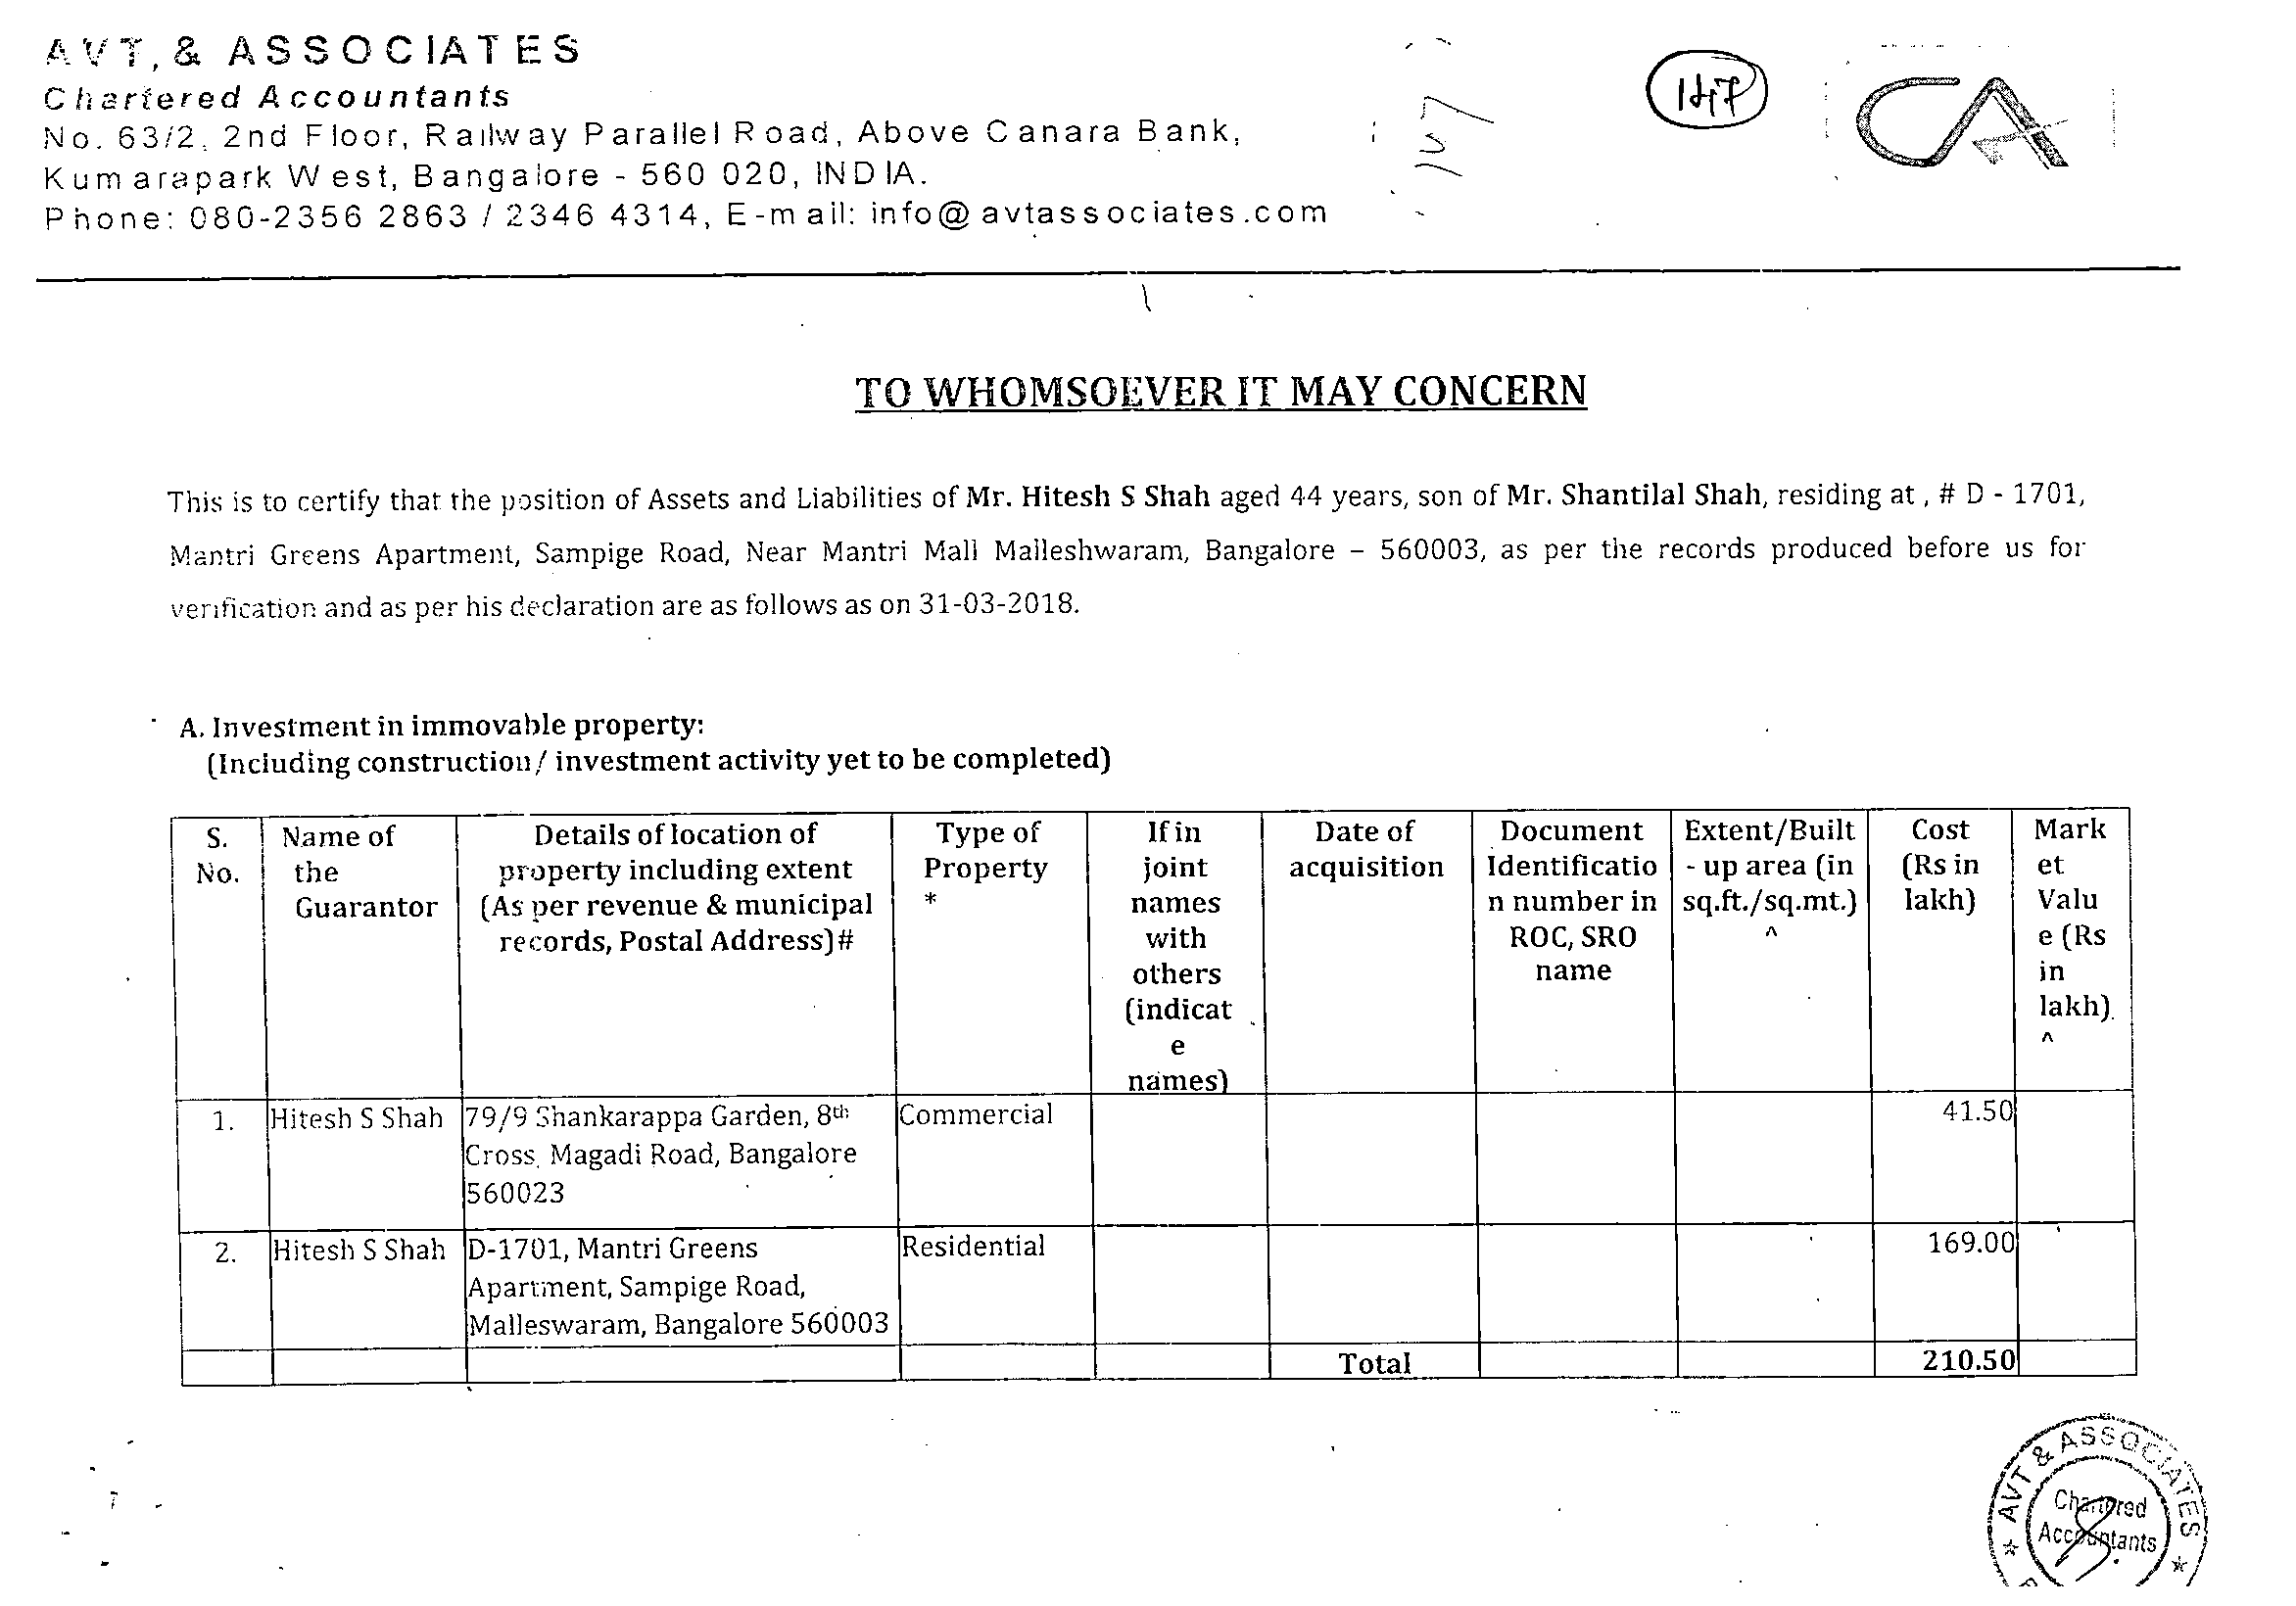 AVT & ASSOCIATES
Chartered Accountants
No. 63/2, 2nd Floor, Railway Parallel Road, Above Canara Bank,
Kumarapark West, Bangalore - 560 020, INDIA.
Phone: 080-2356 2863 / 2346 4314, E-mail: info@avtassociates.com
147
CA
TO WHOMSOEVER IT MAY CONCERN
This is to certify that the position of Assets and Liabilities of Mr. Hitesh S Shah aged 44 years, son of Mr. Shantilal Shah, residing at , # D - 1701,
Mantri Greens Apartment, Sampige Road, Near Mantri Mall Malleshwaram, Bangalore – 560003, as per the records produced before us for
verification and as per his declaration are as follows as on 31-03-2018.
A. Investment in immovable property:
(Including construction/ investment activity yet to be completed)
S. No. | Name of the Guarantor | Details of location of property including extent (As per revenue & municipal records, Postal Address)# | Type of Property * | If in joint names with others (indicat e names) | Date of acquisition | Document Identificatio n number in ROC, SRO name | Extent/Built - up area (in sq.ft./sq.mt.) ^ | Cost (Rs in lakh) | Mark et Valu e (Rs in lakh) ^
1. Hitesh S Shah 79/9 Shankarappa Garden, 8th Commercial 41.50
Cross, Magadi Road, Bangalore
560023
2. Hitesh S Shah D-1701, Mantri Greens Residential 169.00
Apartment, Sampige Road,
Malleswaram, Bangalore 560003
Total 210.50
AVT & ASSOCIATES
Chartered
Accountants